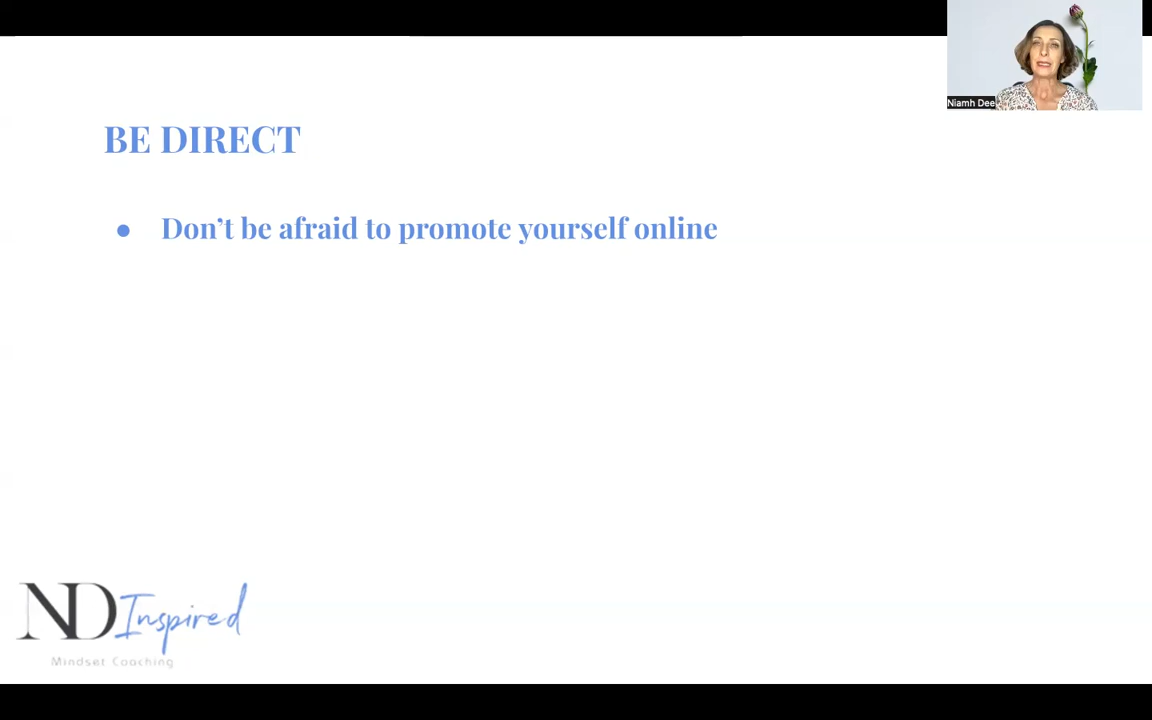 Niamh Dee
BE DIRECT
● Don’t be afraid to promote yourself online
ND Inspired
Mindset Coaching